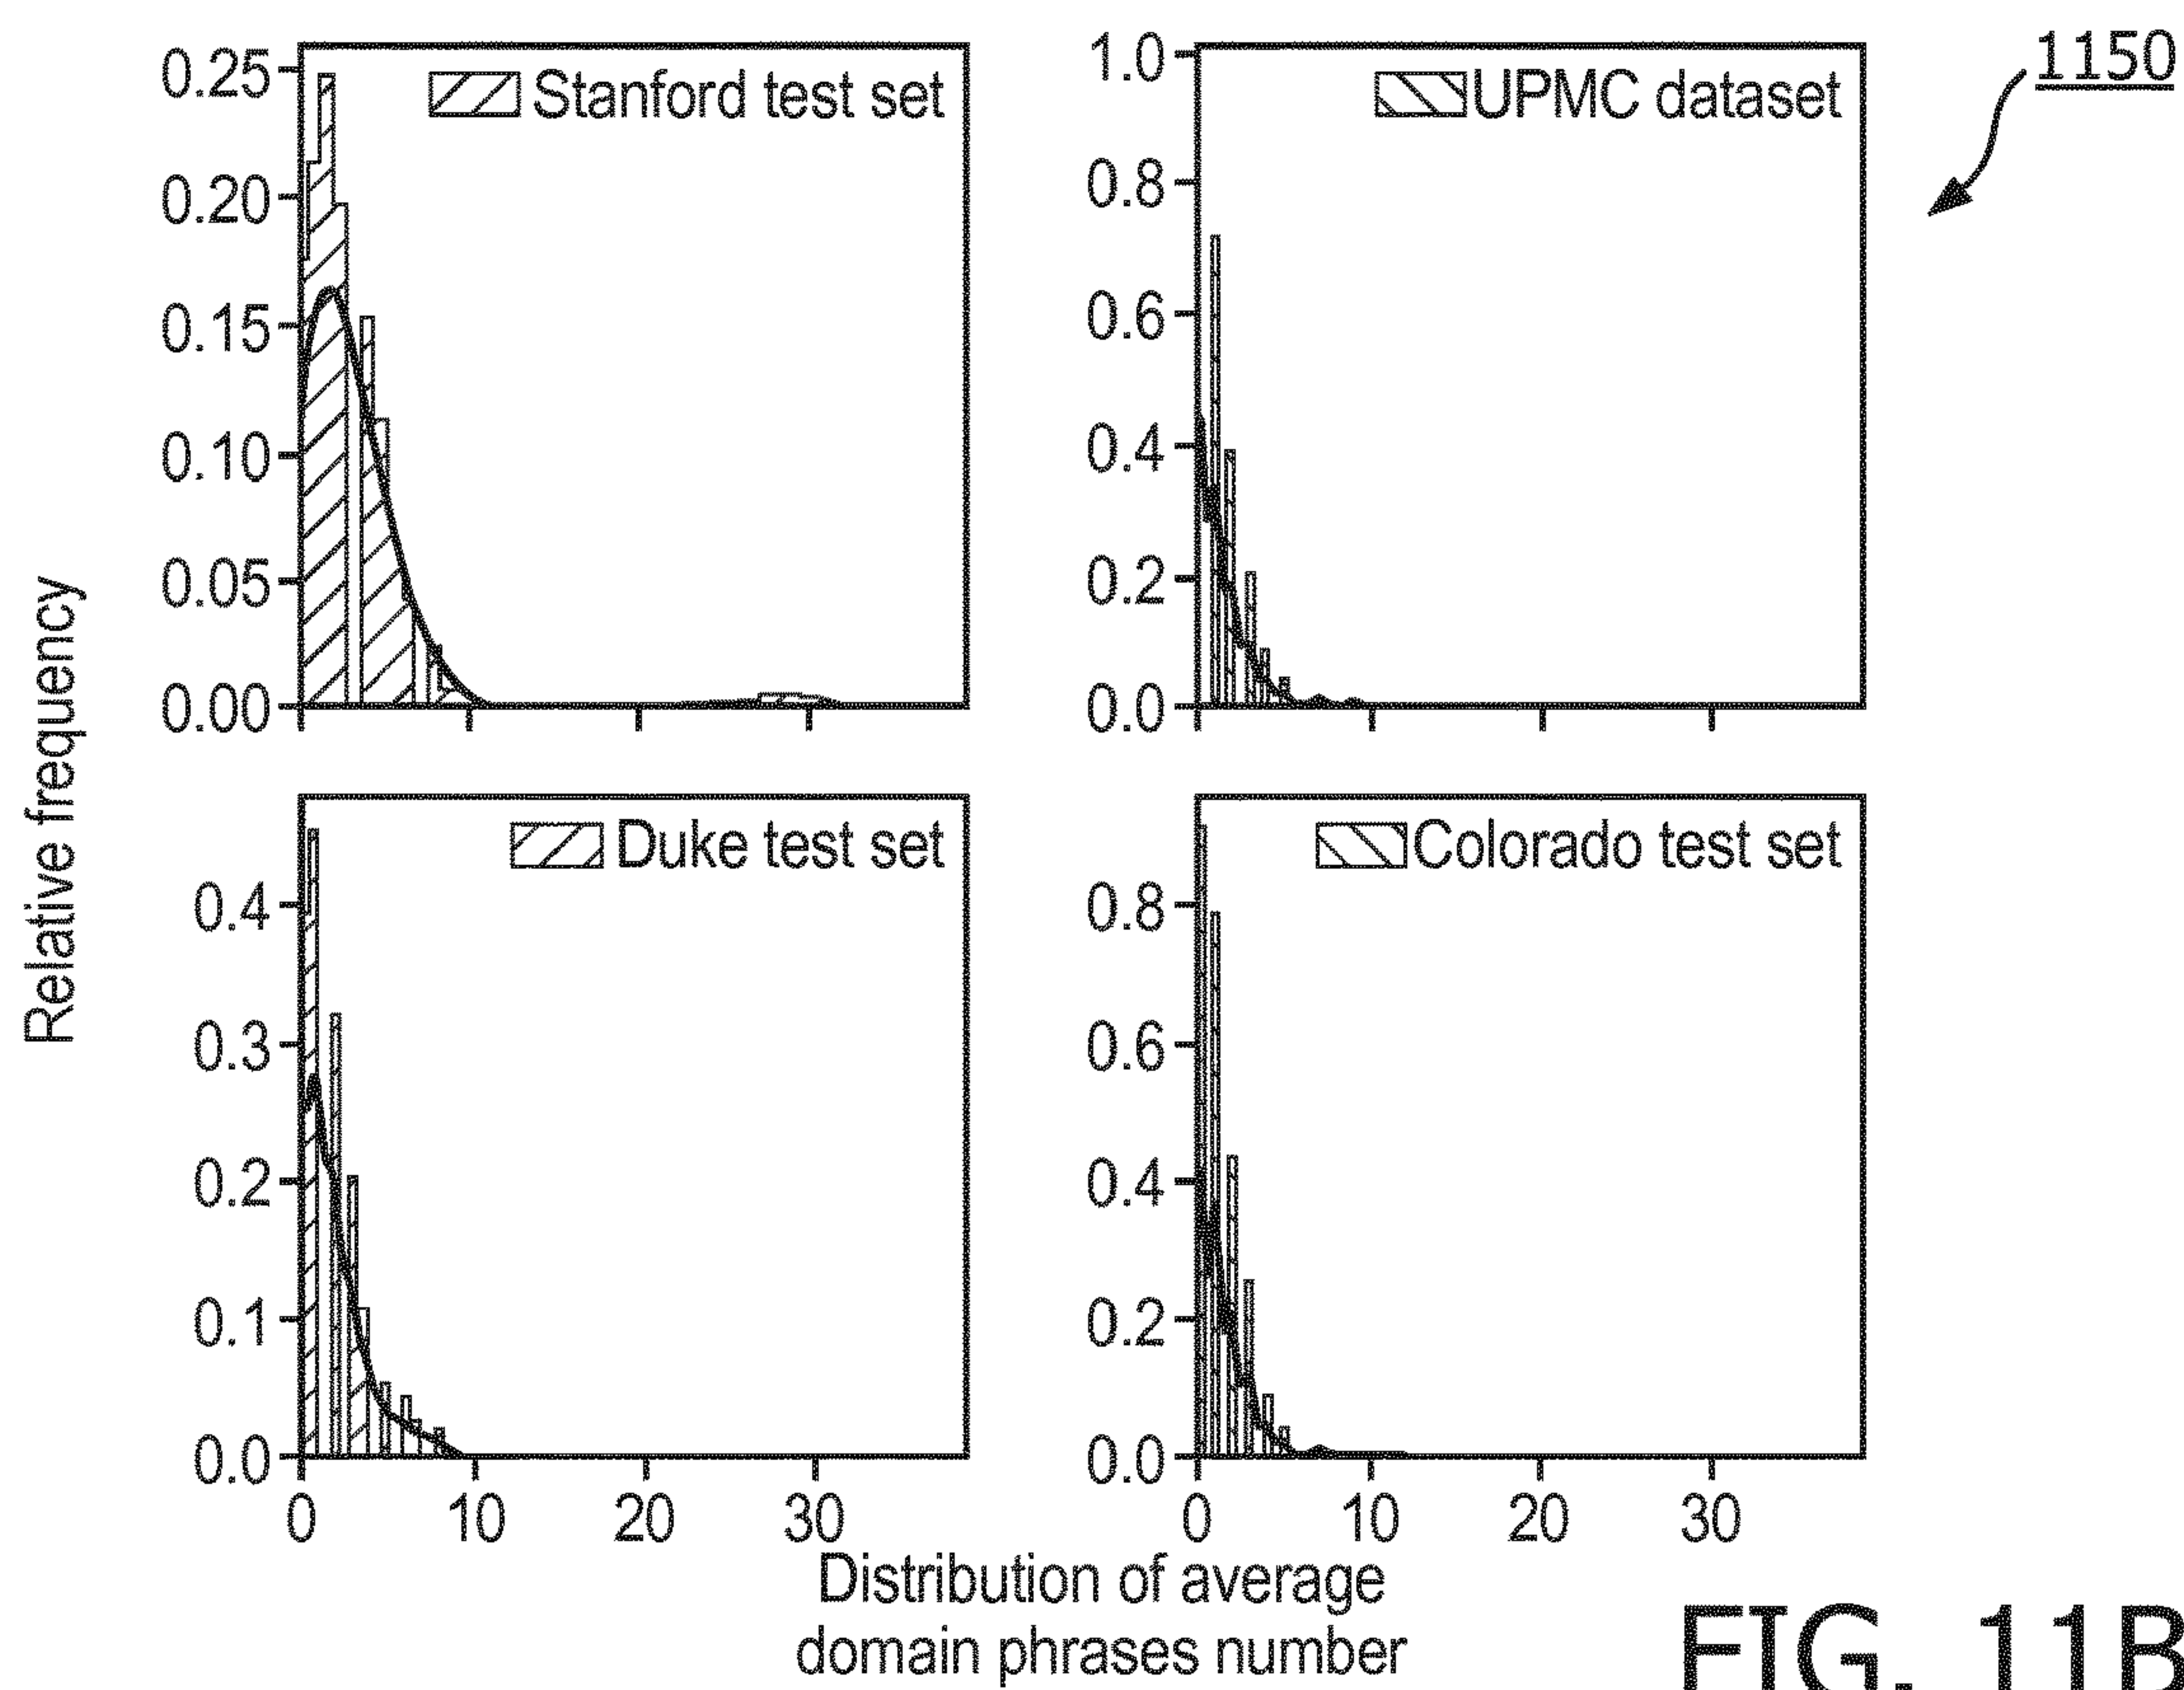 1150
Relative frequency
Stanford test set
0.25
0.20
0.15
0.10
0.05
0.00
UPMC dataset
1.0
0.8
0.6
0.4
0.2
0.0
Duke test set
0.4
0.3
0.2
0.1
0.0
0 10 20 30
Colorado test set
0.8
0.6
0.4
0.2
0.0
0 10 20 30
Distribution of average
domain phrases number
FIG. 11B